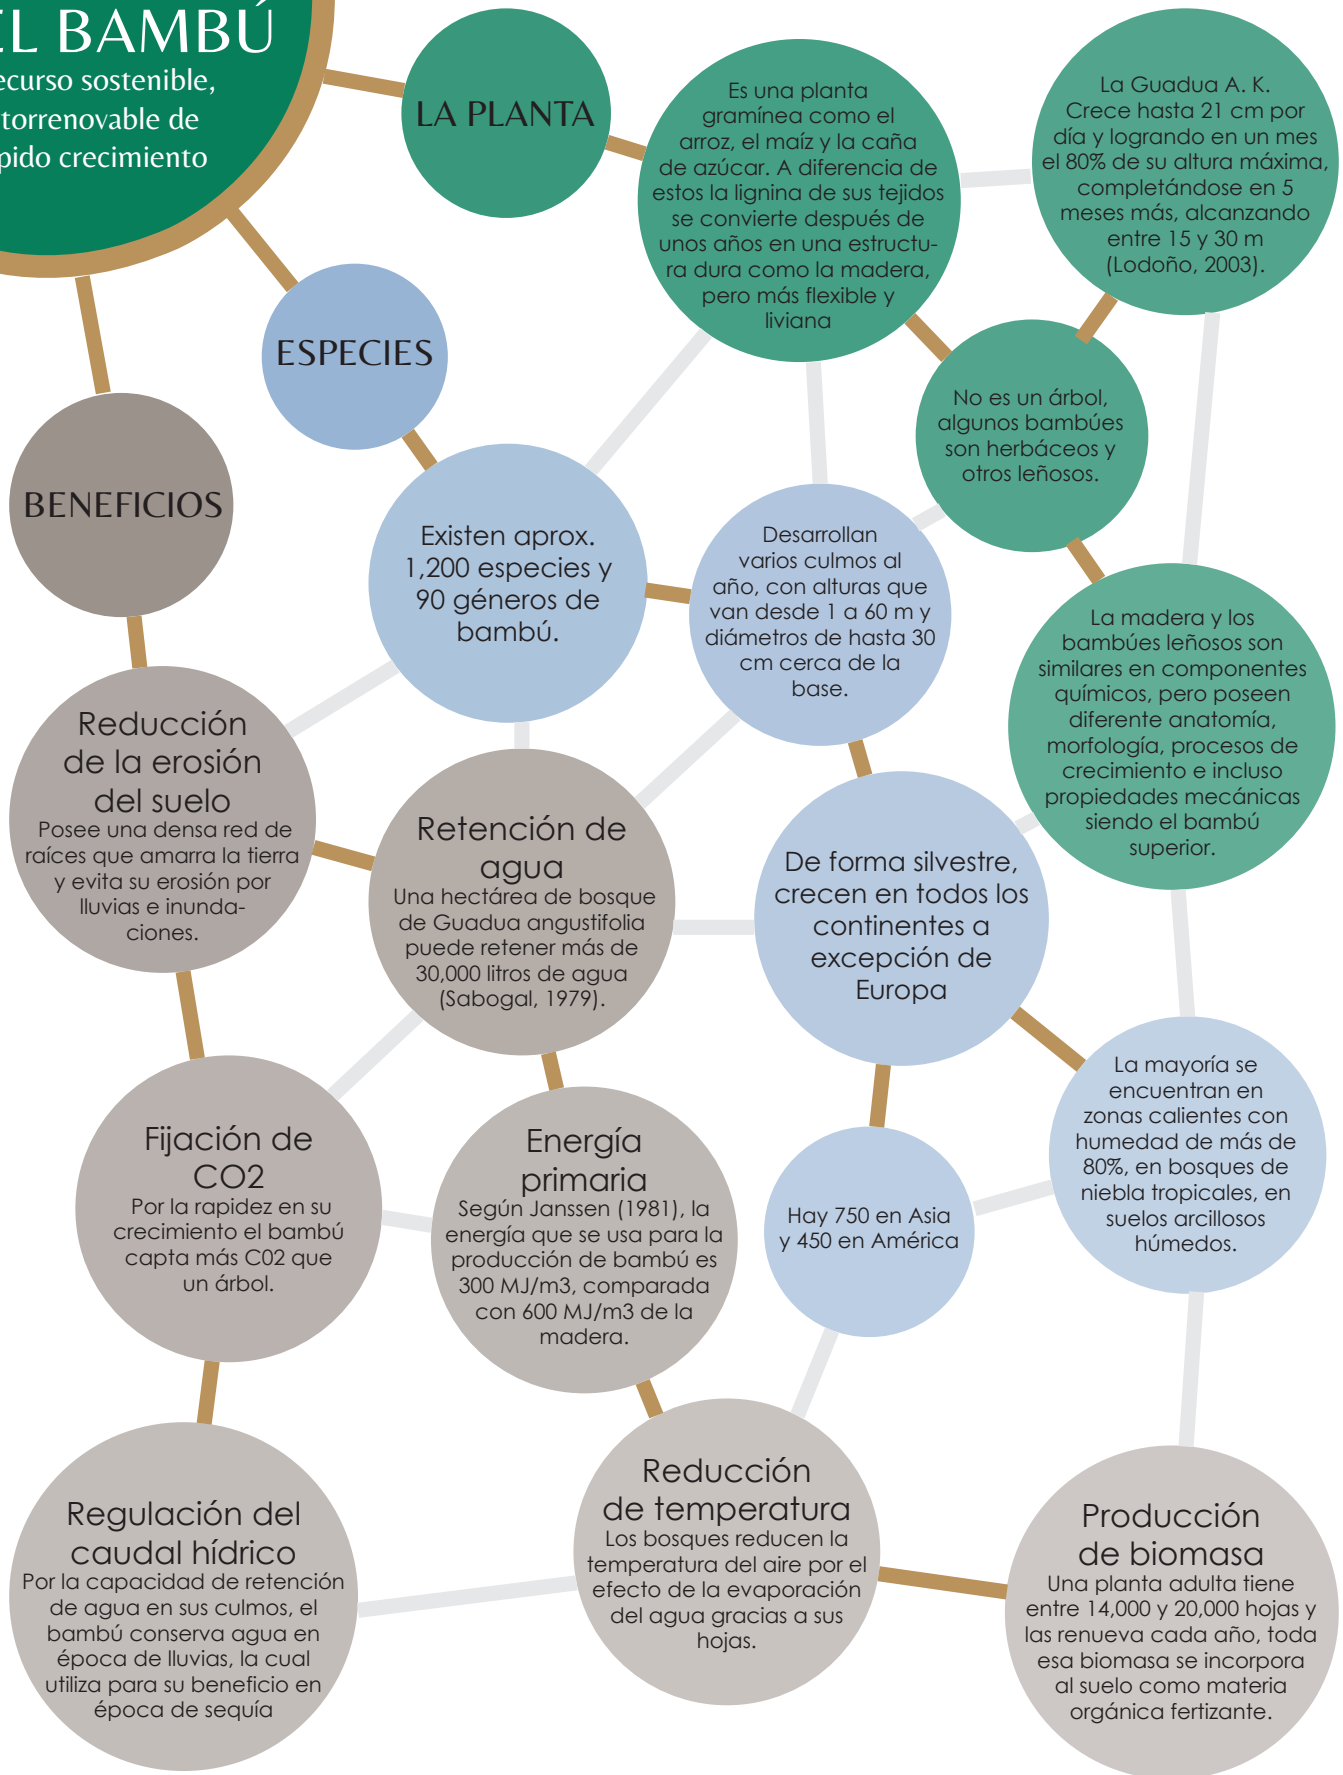 EL BAMBÚ
ecurso sostenible,
torrenovable de
pido crecimiento
LA PLANTA
Es una planta
gramínea como el
arroz, el maíz y la caña
de azúcar. A diferencia de
estos la lignina de sus tejidos
se convierte después de
unos años en una estructu-
ra dura como la madera,
pero más flexible y
liviana
La Guadua A. K.
Crece hasta 21 cm por
día y logrando en un mes
el 80% de su altura máxima,
completándose en 5
meses más, alcanzando
entre 15 y 30 m
(Lodoño, 2003).
No es un árbol,
algunos bambúes
son herbáceos y
otros leñosos.
La madera y los
bambúes leñosos son
similares en componentes
químicos, pero poseen
diferente anatomía,
morfología, procesos de
crecimiento e incluso
propiedades mecánicas
siendo el bambú
superior.
ESPECIES
Existen aprox.
1,200 especies y
90 géneros de
bambú.
Desarrollan
varios culmos al
año, con alturas que
van desde 1 a 60 m y
diámetros de hasta 30
cm cerca de la
base.
De forma silvestre,
crecen en todos los
continentes a
excepción de
Europa
La mayoría se
encuentran en
zonas calientes con
humedad de más de
80%, en bosques de
niebla tropicales, en
suelos arcillosos
húmedos.
Hay 750 en Asia
y 450 en América
BENEFICIOS
Reducción
de la erosión
del suelo
Posee una densa red de
raíces que amarra la tierra
y evita su erosión por
lluvias e inunda-
ciones.
Retención de
agua
Una hectárea de bosque
de Guadua angustifolia
puede retener más de
30,000 litros de agua
(Sabogal, 1979).
Fijación de
CO2
Por la rapidez en su
crecimiento el bambú
capta más C02 que
un árbol.
Energía
primaria
Según Janssen (1981), la
energía que se usa para la
producción de bambú es
300 MJ/m3, comparada
con 600 MJ/m3 de la
madera.
Regulación del
caudal hídrico
Por la capacidad de retención
de agua en sus culmos, el
bambú conserva agua en
época de lluvias, la cual
utiliza para su beneficio en
época de sequía
Reducción
de temperatura
Los bosques reducen la
temperatura del aire por el
efecto de la evaporación
del agua gracias a sus
hojas.
Producción
de biomasa
Una planta adulta tiene
entre 14,000 y 20,000 hojas y
las renueva cada año, toda
esa biomasa se incorpora
al suelo como materia
orgánica fertizante.